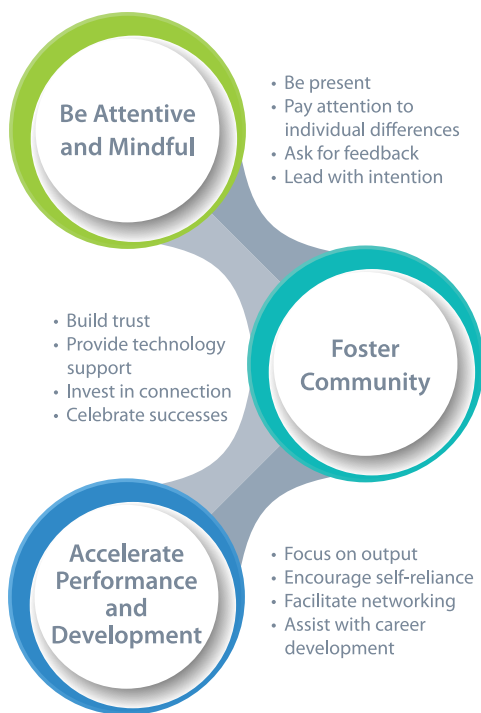 Be Attentive
and Mindful
• Be present
• Pay attention to
individual differences
• Ask for feedback
• Lead with intention
• Build trust
• Provide technology
support
• Invest in connection
• Celebrate successes
Foster
Community
Accelerate
Performance
and
Development
• Focus on output
• Encourage self-reliance
• Facilitate networking
• Assist with career
development